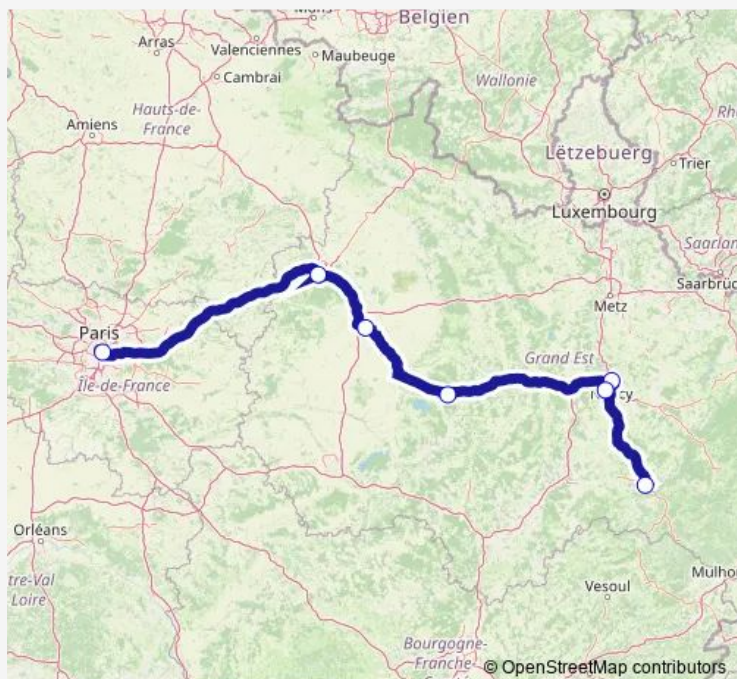 Belgien
Arras
Valenciennes
Maubeuge
Cambrai
Wallonie
Hauts-de-
France
Amiens
Lëtzebuerg
Trier
Luxembourg
Saarland
Metz
Paris
Grand Est
Île-de-France
Orléans
Vesoul
Bourgogne-
Franche-
© OpenStreetMap contributors